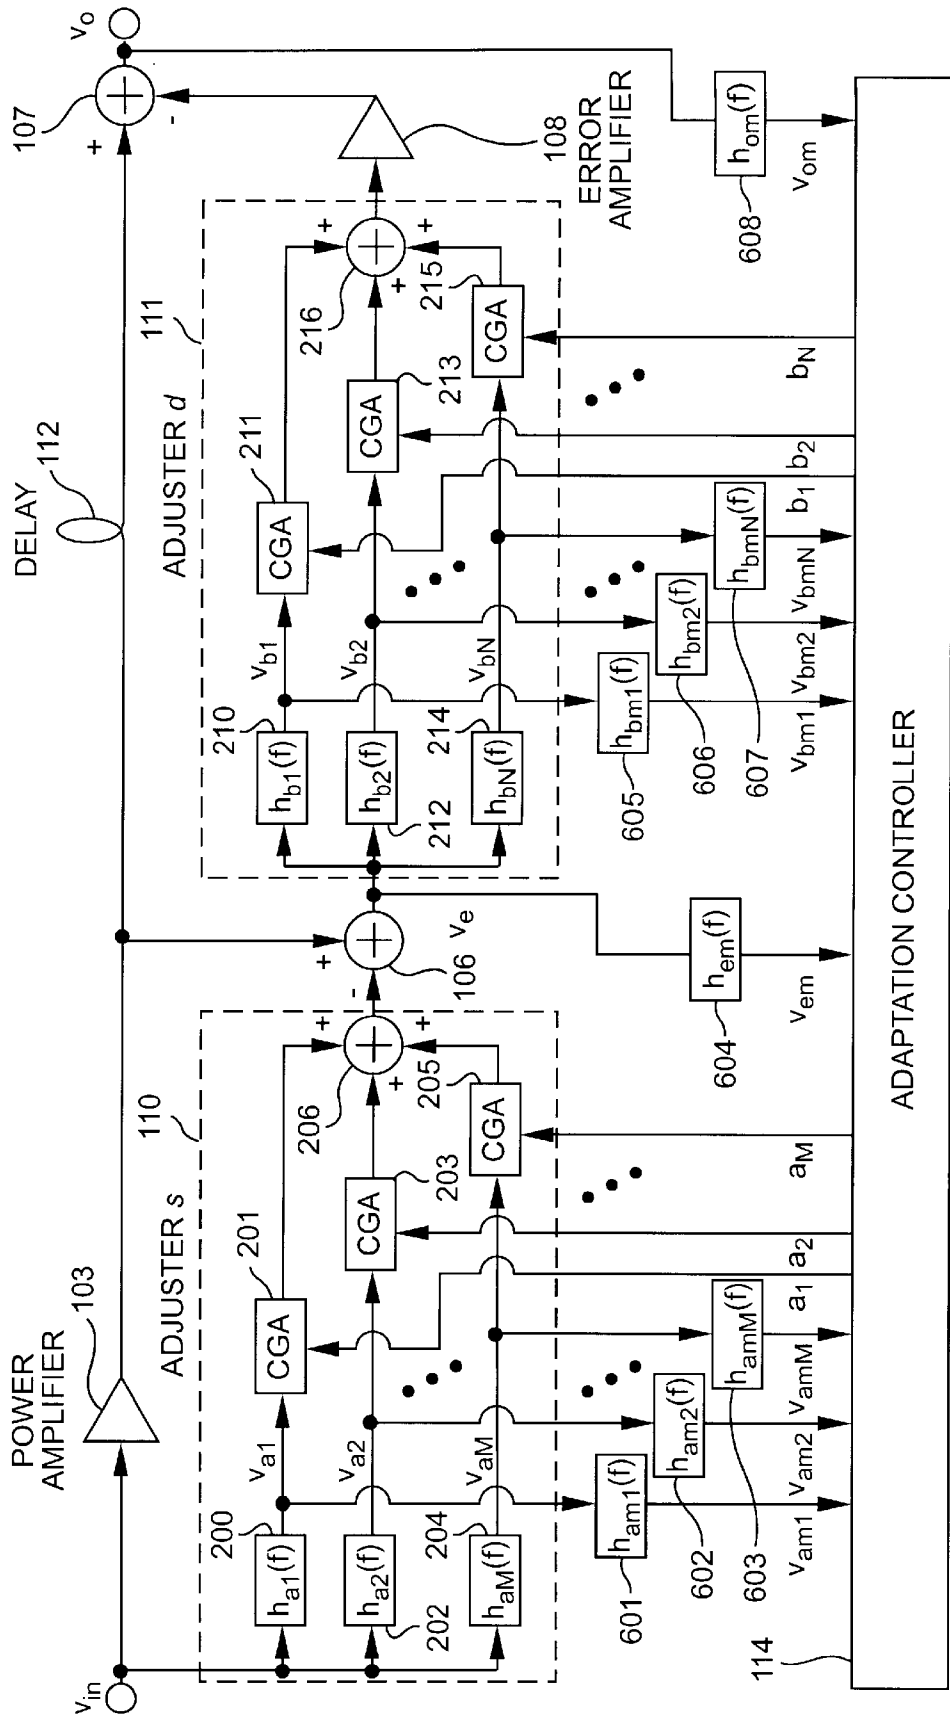 v_in
POWER
AMPLIFIER
103
DELAY
112
107
+
-
v_o
ADJUSTER s
110
200
h_a1(f)
v_a1
CGA
201
h_a2(f)
202
v_a2
CGA
203
204
h_aM(f)
v_aM
CGA
205
206
+
+
+
-
+
106
v_e
ADJUSTER d
111
210
h_b1(f)
v_b1
CGA
211
h_b2(f)
212
v_b2
CGA
213
214
h_bN(f)
v_bN
CGA
215
216
+
+
+
108
ERROR
AMPLIFIER
601
h_am1(f)
602
h_am2(f)
603
h_amM(f)
604
h_em(f)
605
h_bm1(f)
606
h_bm2(f)
607
h_bmN(f)
608
h_om(f)
v_am1
v_am2
v_amM
a_1
a_2
a_M
v_em
v_bm1
v_bm2
v_bmN
b_1
b_2
b_N
v_om
114
ADAPTATION CONTROLLER